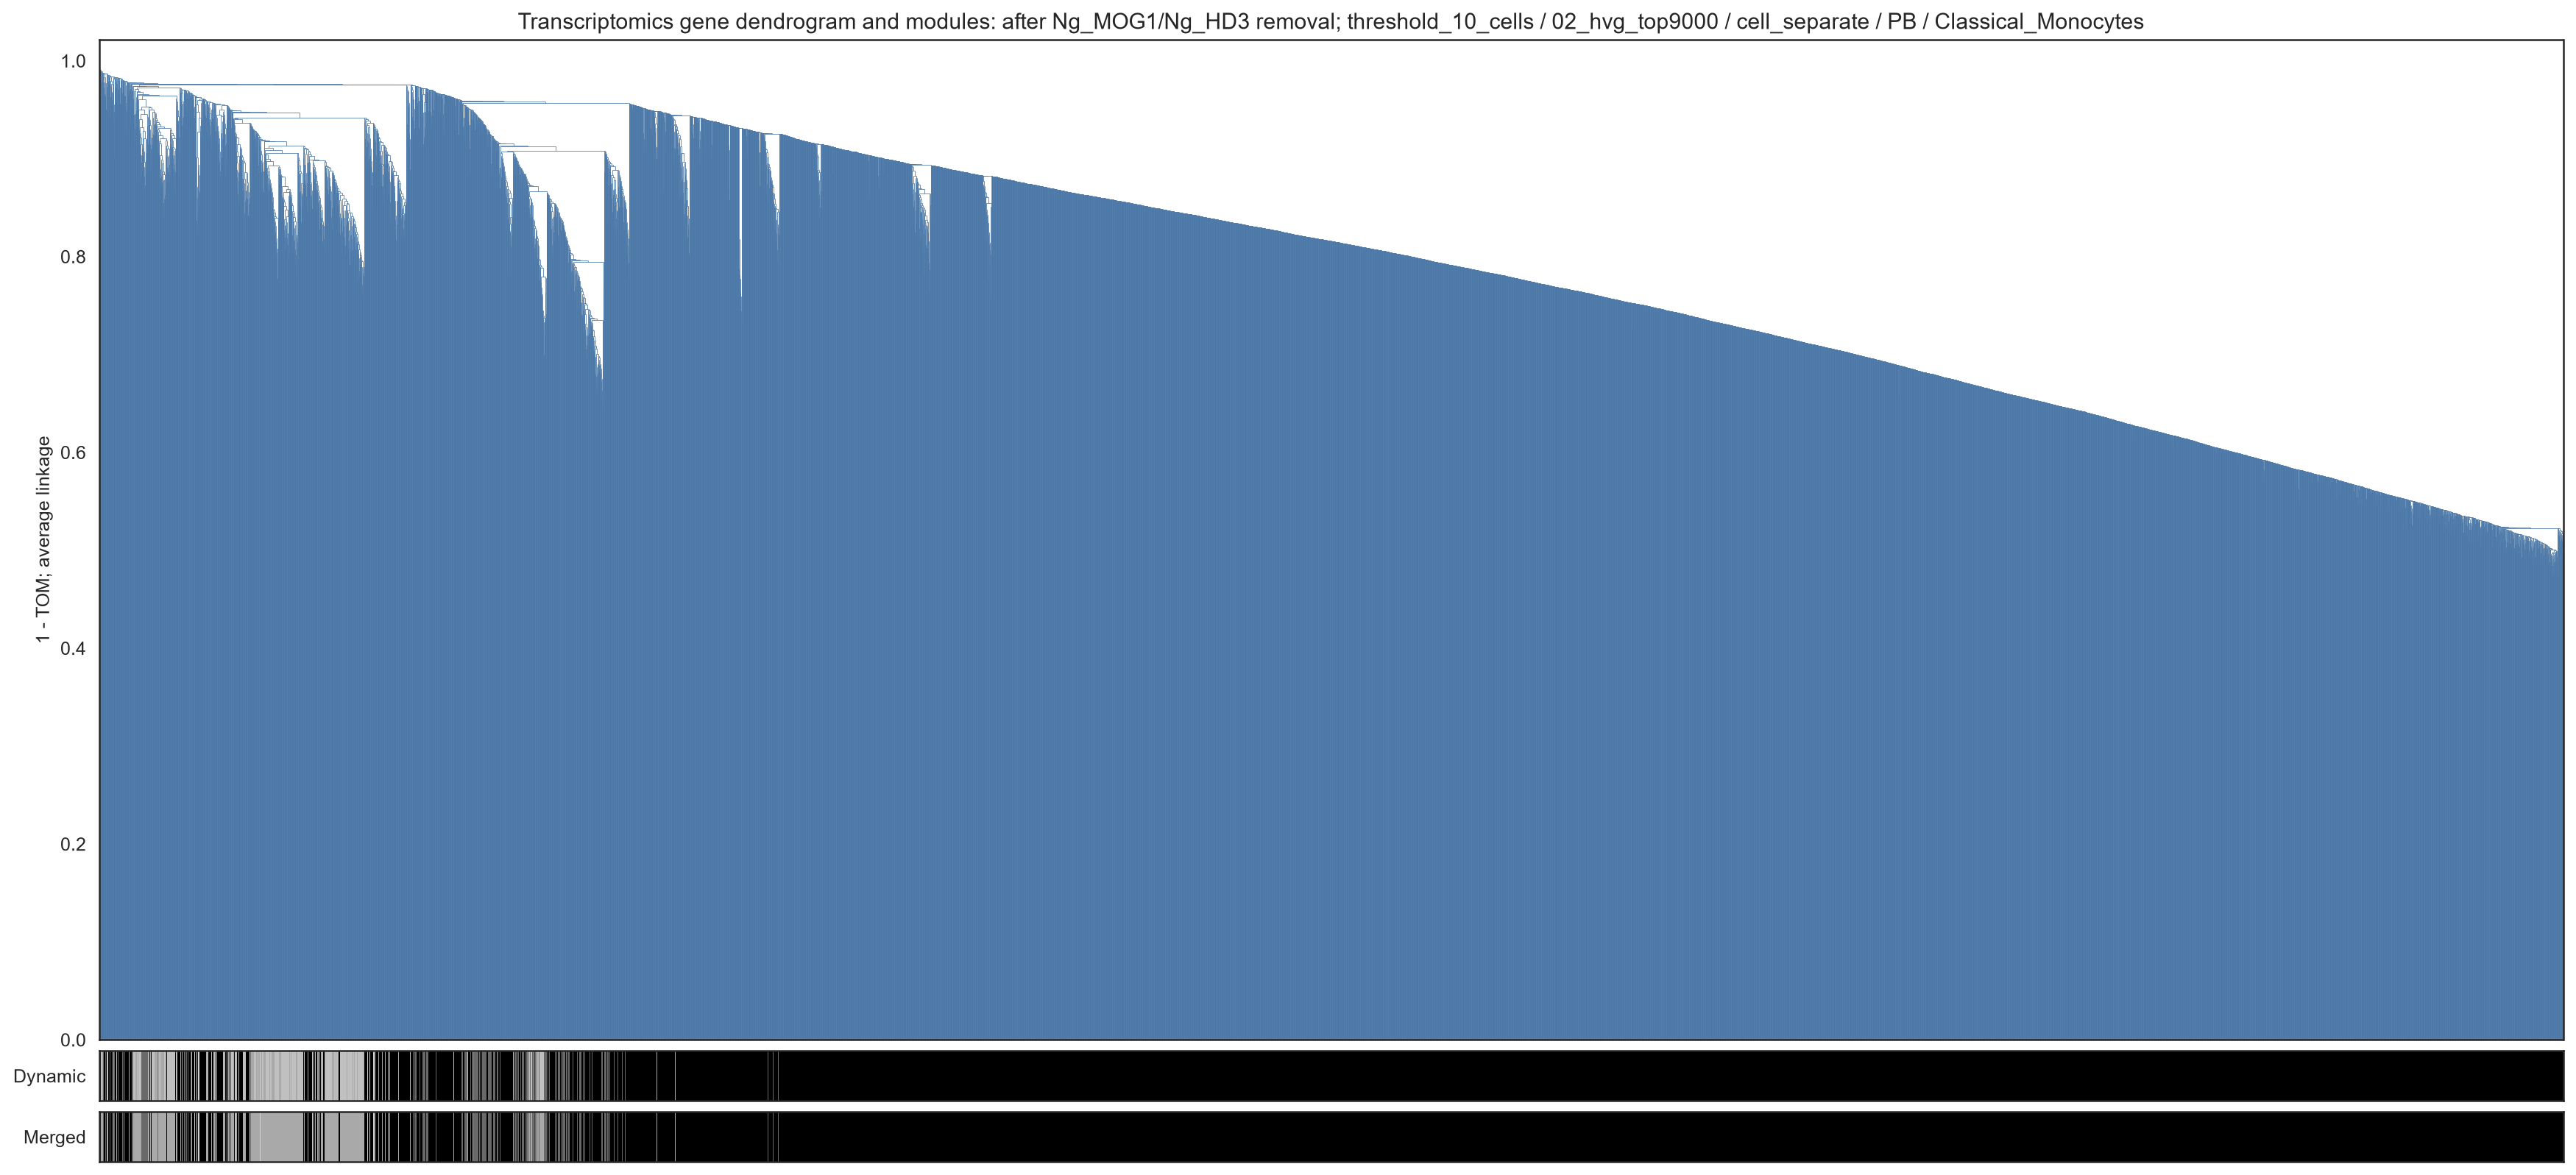 Transcriptomics gene dendrogram and modules: after Ng_MOG1/Ng_HD3 removal; threshold_10_cells / 02_hvg_top9000 / cell_separate / PB / Classical_Monocytes
1.0
0.8
0.6
0.4
0.2
0.0
1 - TOM; average linkage
Dynamic
Merged